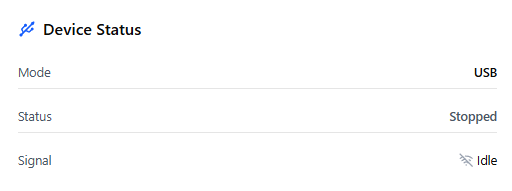 Device Status
Mode USB
Status Stopped
Signal Idle